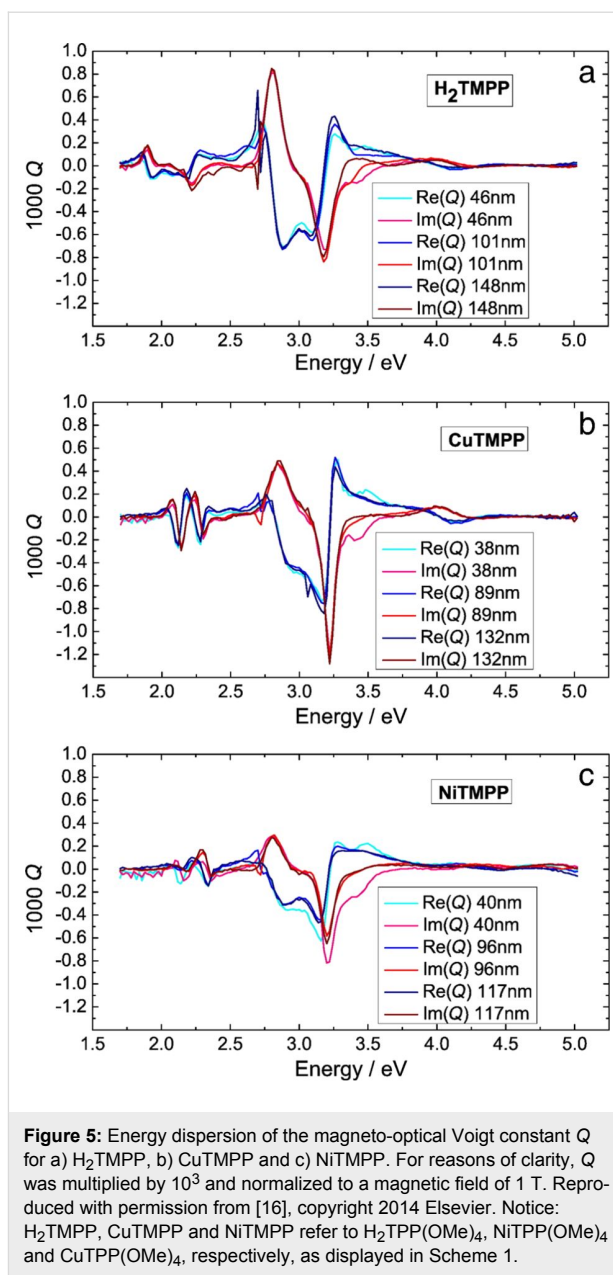 1.0
0.8
0.6
0.4
0.2
0.0
-0.2
-0.4
-0.6
-0.8
-1.0
-1.2
1000 Q
H2TMPP
a
Re(Q) 46nm
Im(Q) 46nm
Re(Q) 101nm
Im(Q) 101nm
Re(Q) 148nm
Im(Q) 148nm
1.5 2.0 2.5 3.0 3.5 4.0 4.5 5.0
Energy / eV
1.0
0.8
0.6
0.4
0.2
0.0
-0.2
-0.4
-0.6
-0.8
-1.0
-1.2
1000 Q
CuTMPP
b
Re(Q) 38nm
Im(Q) 38nm
Re(Q) 89nm
Im(Q) 89nm
Re(Q) 132nm
Im(Q) 132nm
1.5 2.0 2.5 3.0 3.5 4.0 4.5 5.0
Energy / eV
1.0
0.8
0.6
0.4
0.2
0.0
-0.2
-0.4
-0.6
-0.8
-1.0
-1.2
1000 Q
NiTMPP
c
Re(Q) 40nm
Im(Q) 40nm
Re(Q) 96nm
Im(Q) 96nm
Re(Q) 117nm
Im(Q) 117nm
1.5 2.0 2.5 3.0 3.5 4.0 4.5 5.0
Energy / eV
Figure 5: Energy dispersion of the magneto-optical Voigt constant Q
for a) H2TMPP, b) CuTMPP and c) NiTMPP. For reasons of clarity, Q
was multiplied by 10³ and normalized to a magnetic field of 1 T. Repro-
duced with permission from [16], copyright 2014 Elsevier. Notice:
H2TMPP, CuTMPP and NiTMPP refer to H2TPP(OMe)4, NiTPP(OMe)4
and CuTPP(OMe)4, respectively, as displayed in Scheme 1.